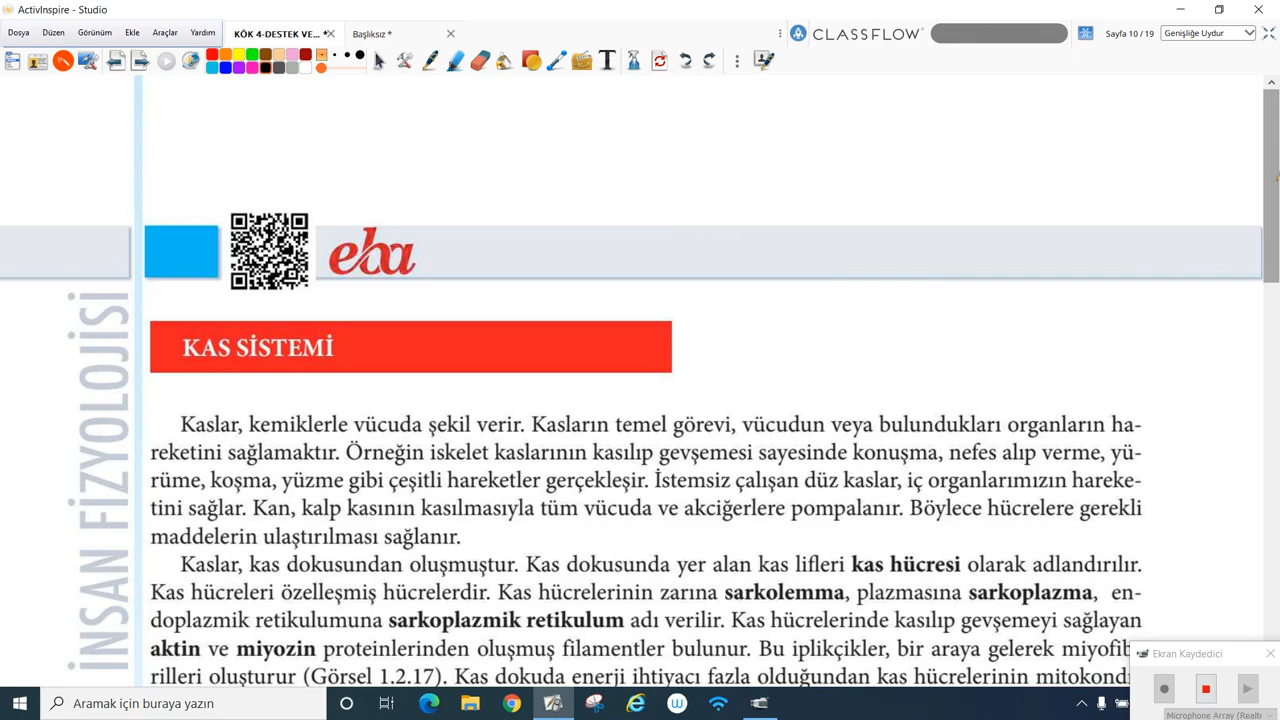 ActivInspire - Studio
Dosya Düzen Görünüm Ekle Araçlar Yardım
KÖK 4-DESTEK VE... *
Başlıksız *
CLASSFLOW
Sayfa 10 / 19
Genişliğe Uydur
eba
İNSAN FİZYOLOJİSİ
KAS SİSTEMİ
Kaslar, kemiklerle vücuda şekil verir. Kasların temel görevi, vücudun veya bulundukları organların ha-
reketini sağlamaktır. Örneğin iskelet kaslarının kasılıp gevşemesi sayesinde konuşma, nefes alıp verme, yü-
rüme, koşma, yüzme gibi çeşitli hareketler gerçekleşir. İstemsiz çalışan düz kaslar, iç organlarımızın hareke-
tini sağlar. Kan, kalp kasının kasılmasıyla tüm vücuda ve akciğerlere pompalanır. Böylece hücrelere gerekli
maddelerin ulaştırılması sağlanır.
Kaslar, kas dokusundan oluşmuştur. Kas dokusunda yer alan kas lifleri kas hücresi olarak adlandırılır.
Kas hücreleri özelleşmiş hücrelerdir. Kas hücrelerinin zarına sarkolemma, plazmasına sarkoplazma, en-
doplazmik retikulumuna sarkoplazmik retikulum adı verilir. Kas hücrelerinde kasılıp gevşemeyi sağlayan
aktin ve miyozin proteinlerinden oluşmuş filamentler bulunur. Bu iplikçikler, bir araya gelerek miyofib
rilleri oluşturur (Görsel 1.2.17). Kas dokuda enerji ihtiyacı fazla olduğundan kas hücrelerinin mitokond
Ekran Kaydedici
Microphone Array (Realt
Aramak için buraya yazın